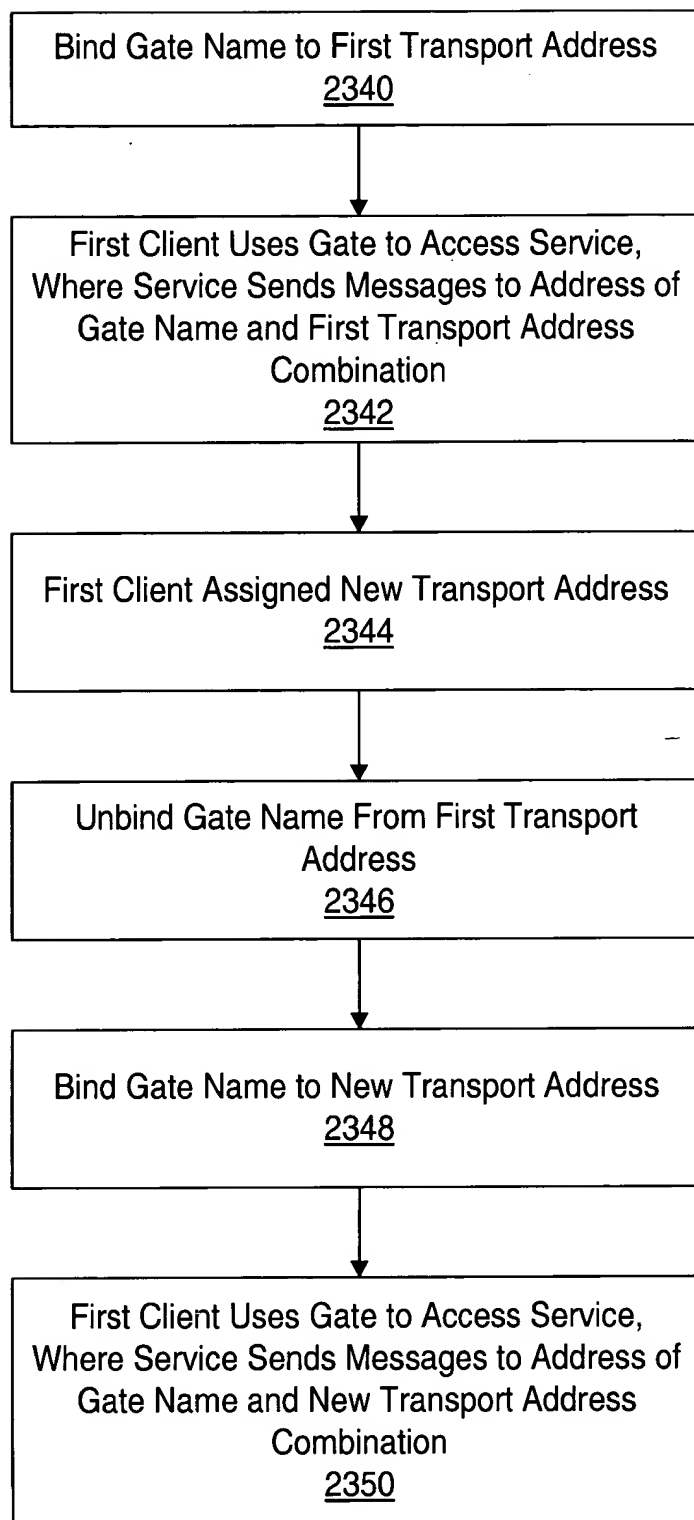 Bind Gate Name to First Transport Address
2340
First Client Uses Gate to Access Service,
Where Service Sends Messages to Address of
Gate Name and First Transport Address
Combination
2342
First Client Assigned New Transport Address
2344
Unbind Gate Name From First Transport
Address
2346
Bind Gate Name to New Transport Address
2348
First Client Uses Gate to Access Service,
Where Service Sends Messages to Address of
Gate Name and New Transport Address
Combination
2350